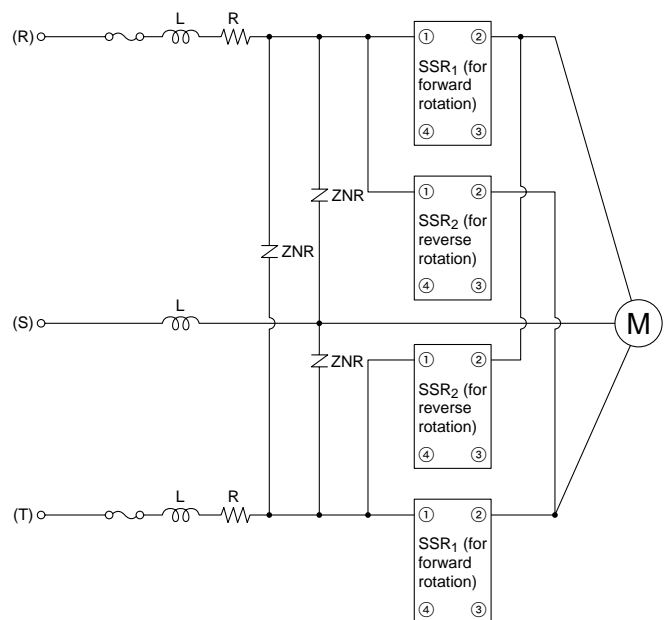 (R)
L
R
① ②
SSR₁ (for
forward
rotation)
④ ③
ZNR
① ②
SSR₂ (for
reverse
rotation)
④ ③
ZNR
(S)
L
M
ZNR
① ②
SSR₂ (for
reverse
rotation)
④ ③
(T)
L
R
① ②
SSR₁ (for
forward
rotation)
④ ③